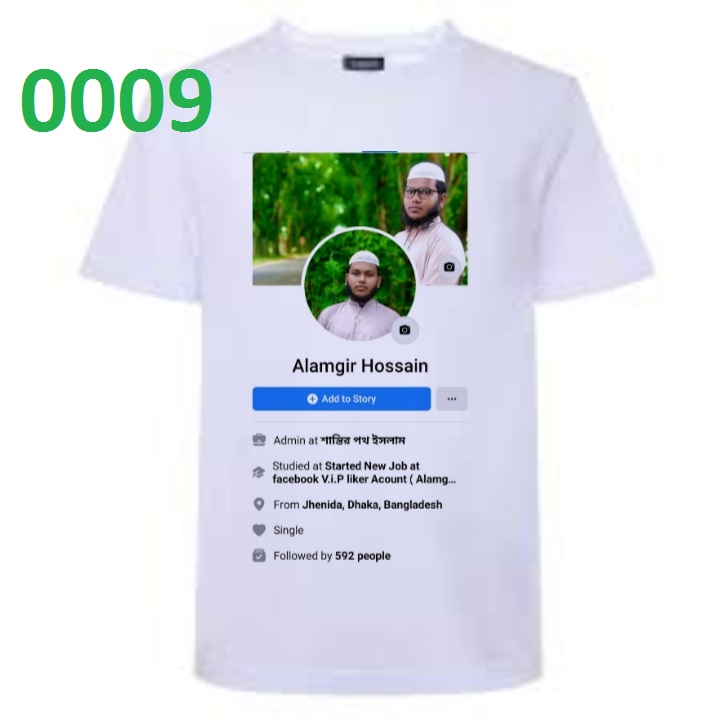 0009
Alamgir Hossain
Add to Story
Admin at শান্তির পথ ইসলাম
Studied at Started New Job at
facebook V.i.P liker Acount ( Alamg...
From Jhenida, Dhaka, Bangladesh
Single
Followed by 592 people